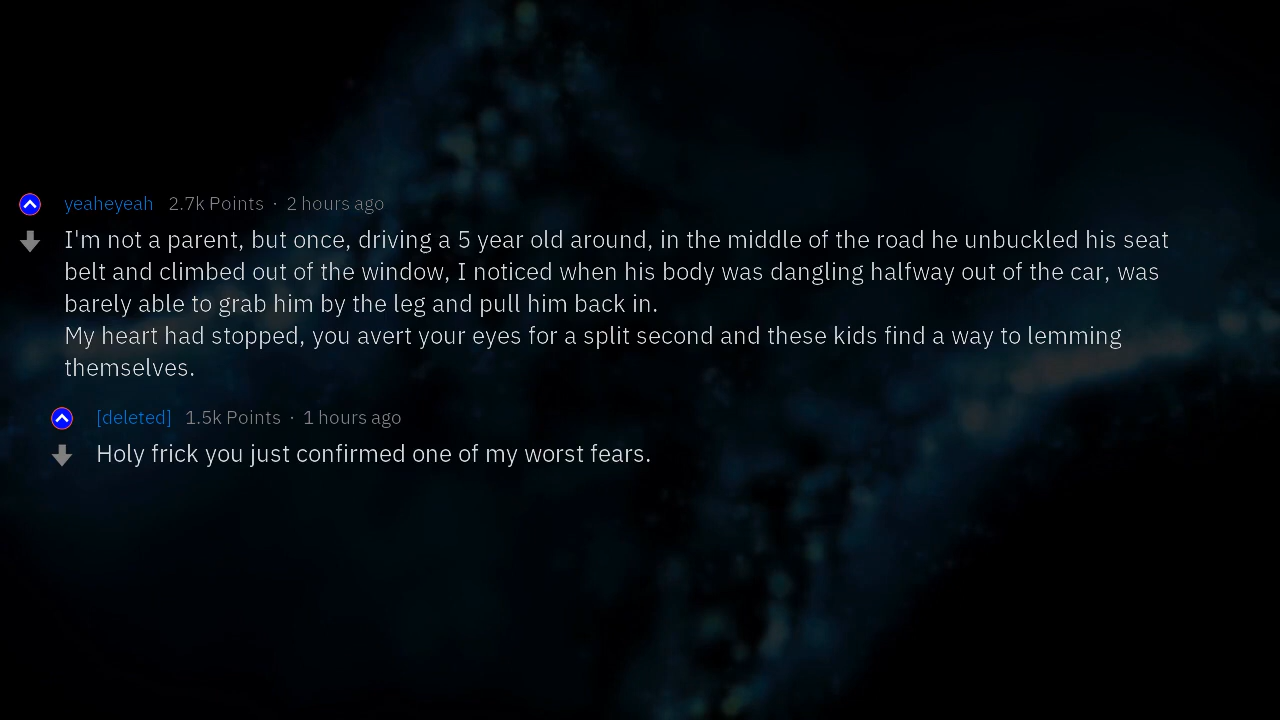 yeaheyeah 2.7k Points · 2 hours ago
I'm not a parent, but once, driving a 5 year old around, in the middle of the road he unbuckled his seat
belt and climbed out of the window, I noticed when his body was dangling halfway out of the car, was
barely able to grab him by the leg and pull him back in.
My heart had stopped, you avert your eyes for a split second and these kids find a way to lemming
themselves.
[deleted] 1.5k Points · 1 hours ago
Holy frick you just confirmed one of my worst fears.